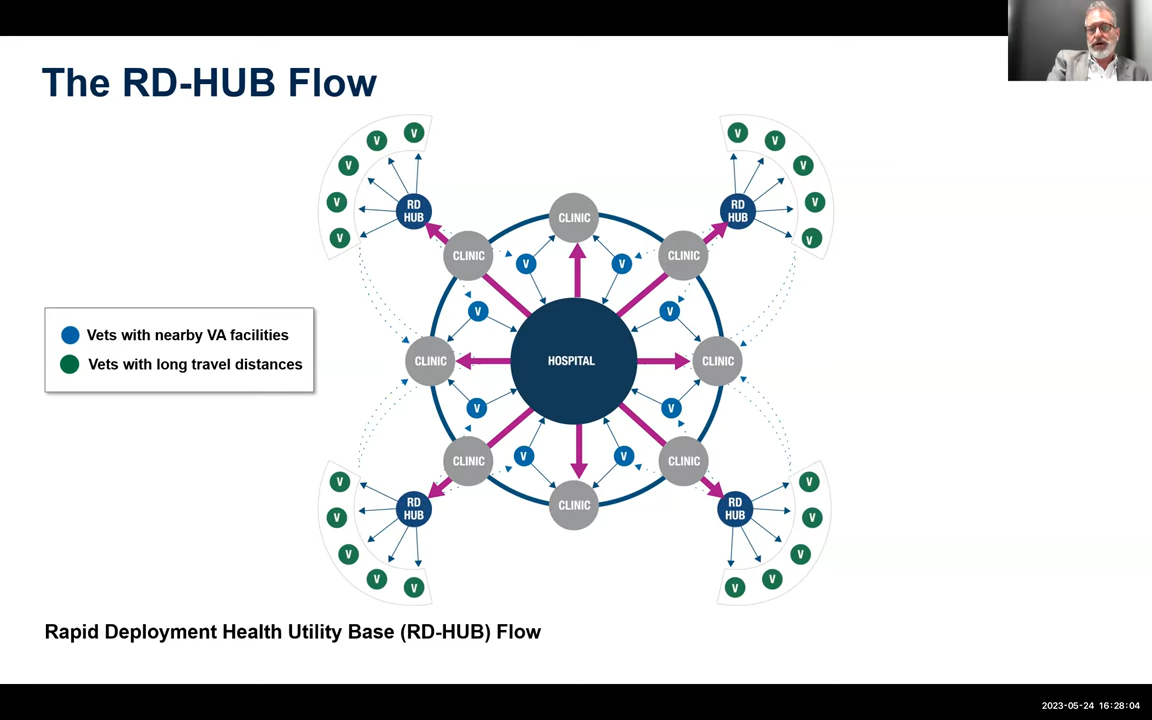 The RD-HUB Flow
V V V V V
RD
HUB
V V V V V
RD
HUB
CLINIC
CLINIC
CLINIC
V
V
V
V
CLINIC
HOSPITAL
CLINIC
Vets with nearby VA facilities
Vets with long travel distances
V
V
V
V
CLINIC
CLINIC
CLINIC
RD
HUB
V V V V V
RD
HUB
V V V V V
Rapid Deployment Health Utility Base (RD-HUB) Flow
2023-05-24 16:28:04